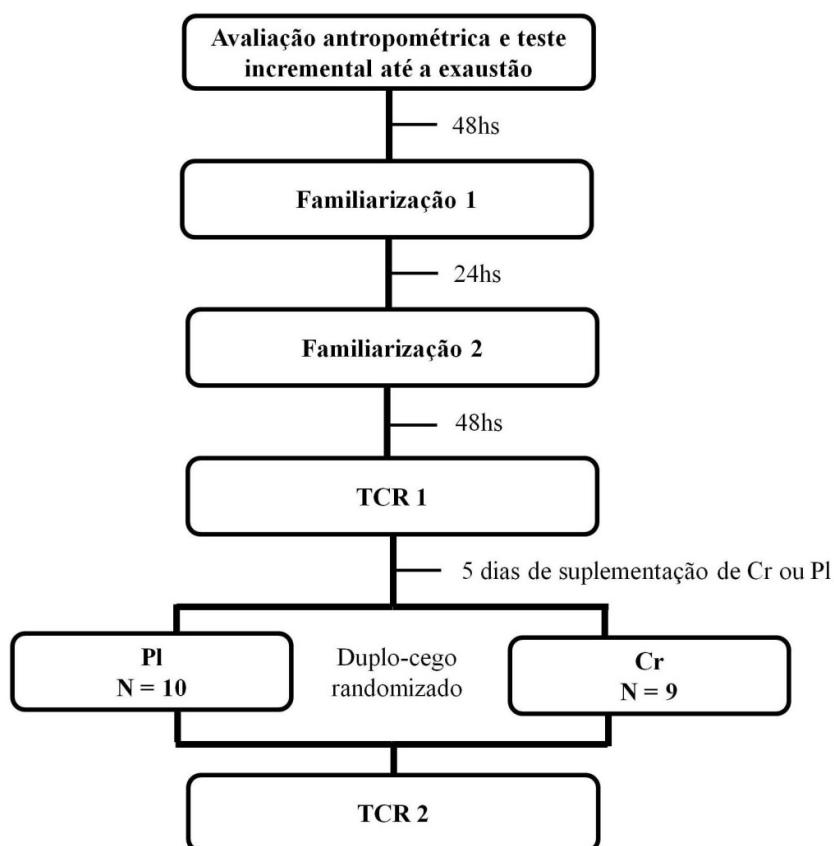 Avaliação antropométrica e teste
incremental até a exaustão
48hs
Familiarização 1
24hs
Familiarização 2
48hs
TCR 1
5 dias de suplementação de Cr ou Pl
Pl
N = 10
Duplo-cego
randomizado
Cr
N = 9
TCR 2